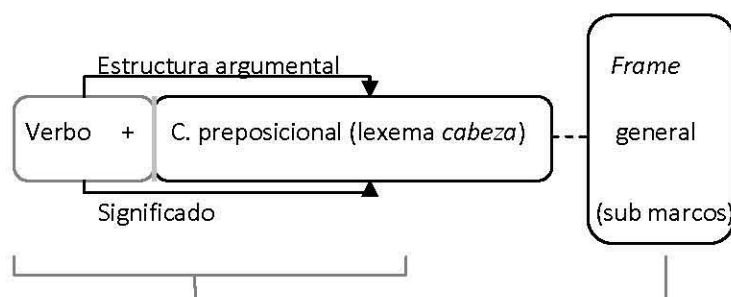 Estructura argumental
Verbo + C. preposicional (lexema cabeza)
Significado
Frame
general
(sub marcos)